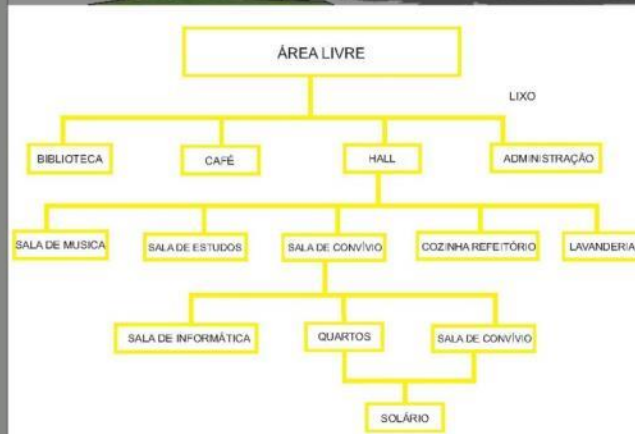 ÁREA LIVRE
LIXO
BIBLIOTECA
CAFÉ
HALL
ADMINISTRAÇÃO
SALA DE MUSICA
SALA DE ESTUDOS
SALA DE CONVÍVIO
COZINHA REFEITÓRIO
LAVANDERIA
SALA DE INFORMÁTICA
QUARTOS
SALA DE CONVÍVIO
SOLÁRIO